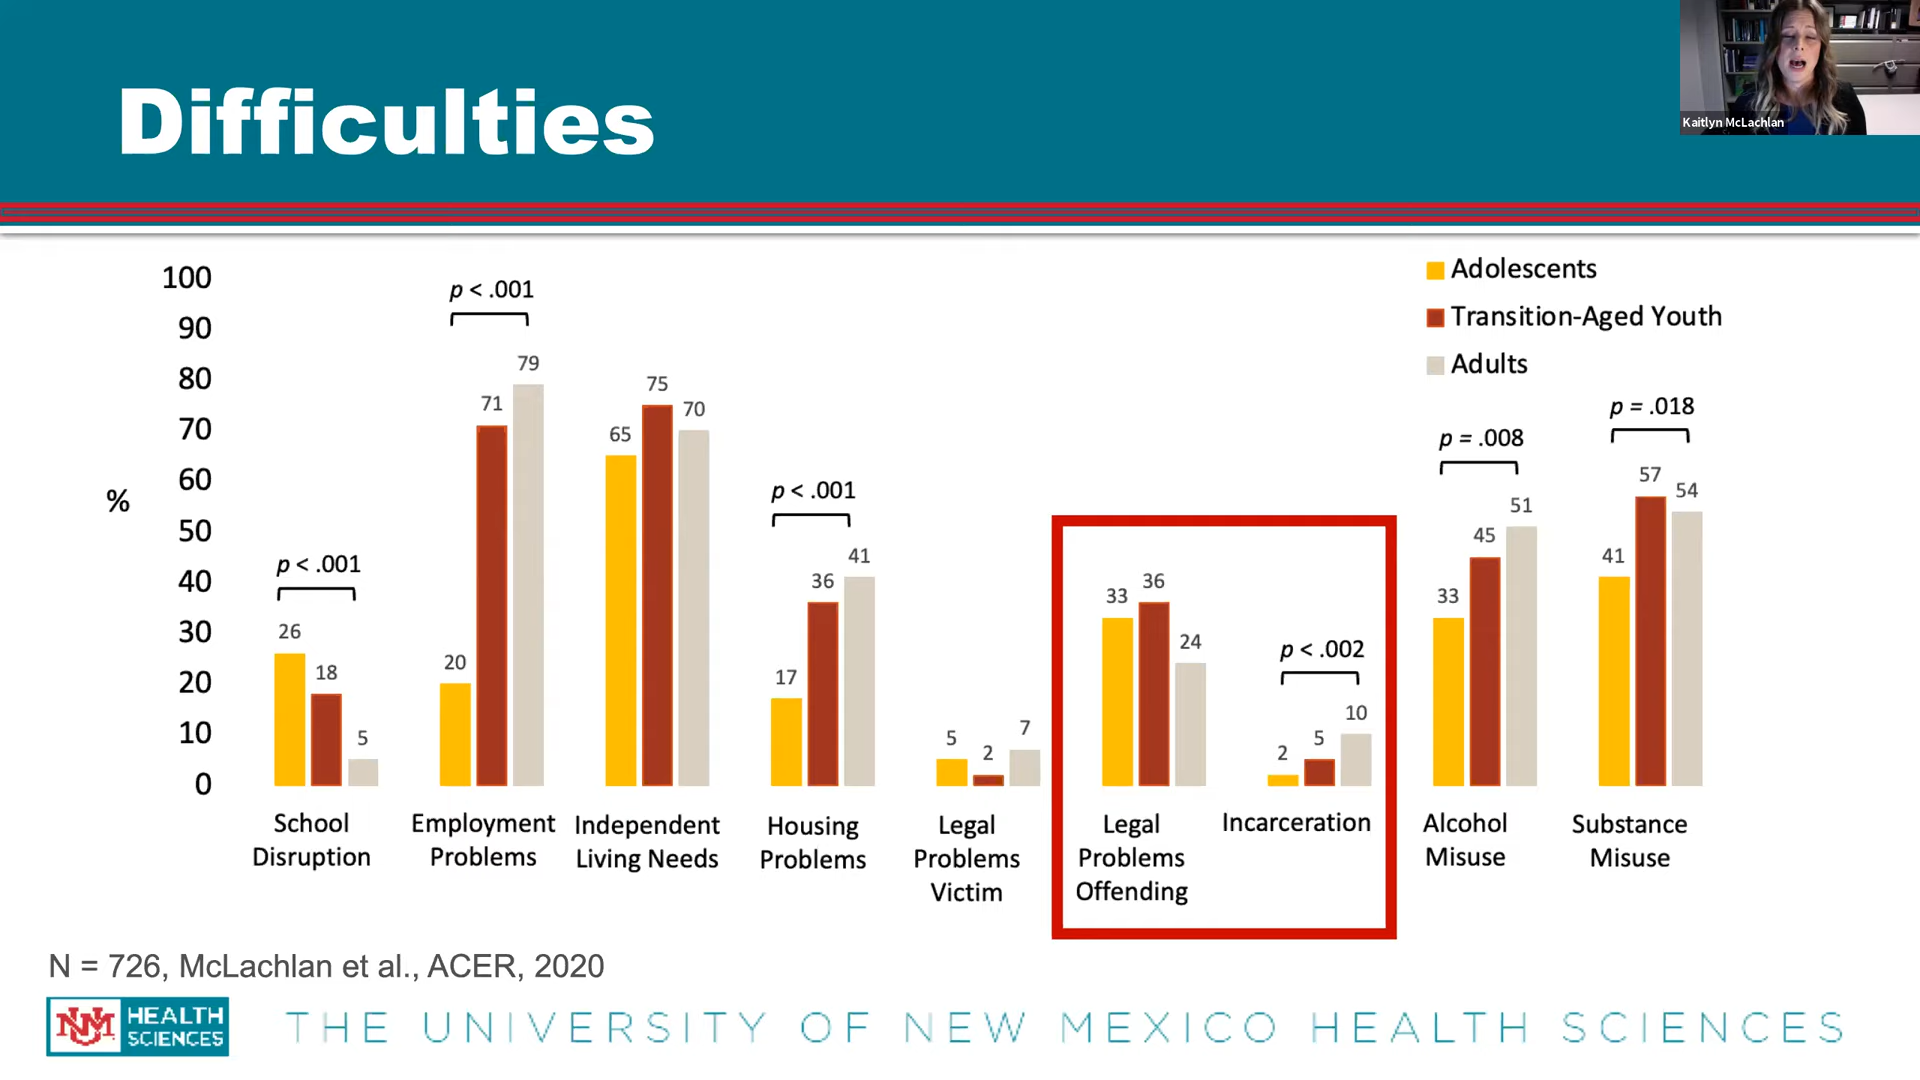 Difficulties
Kaitlyn McLachlan
100
90
80
70
60
50
40
30
20
10
0
%
Adolescents
Transition-Aged Youth
Adults
p < .001
26
18
5
School
Disruption
p < .001
20
71
79
Employment
Problems
65
75
70
Independent
Living Needs
p < .001
17
36
41
Housing
Problems
5
2
7
Legal
Problems
Victim
33
36
24
Legal
Problems
Offending
p < .002
2
5
10
Incarceration
p = .008
33
45
51
Alcohol
Misuse
p = .018
41
57
54
Substance
Misuse
N = 726, McLachlan et al., ACER, 2020
UNM HEALTH
SCIENCES
THE UNIVERSITY OF NEW MEXICO HEALTH SCIENCES